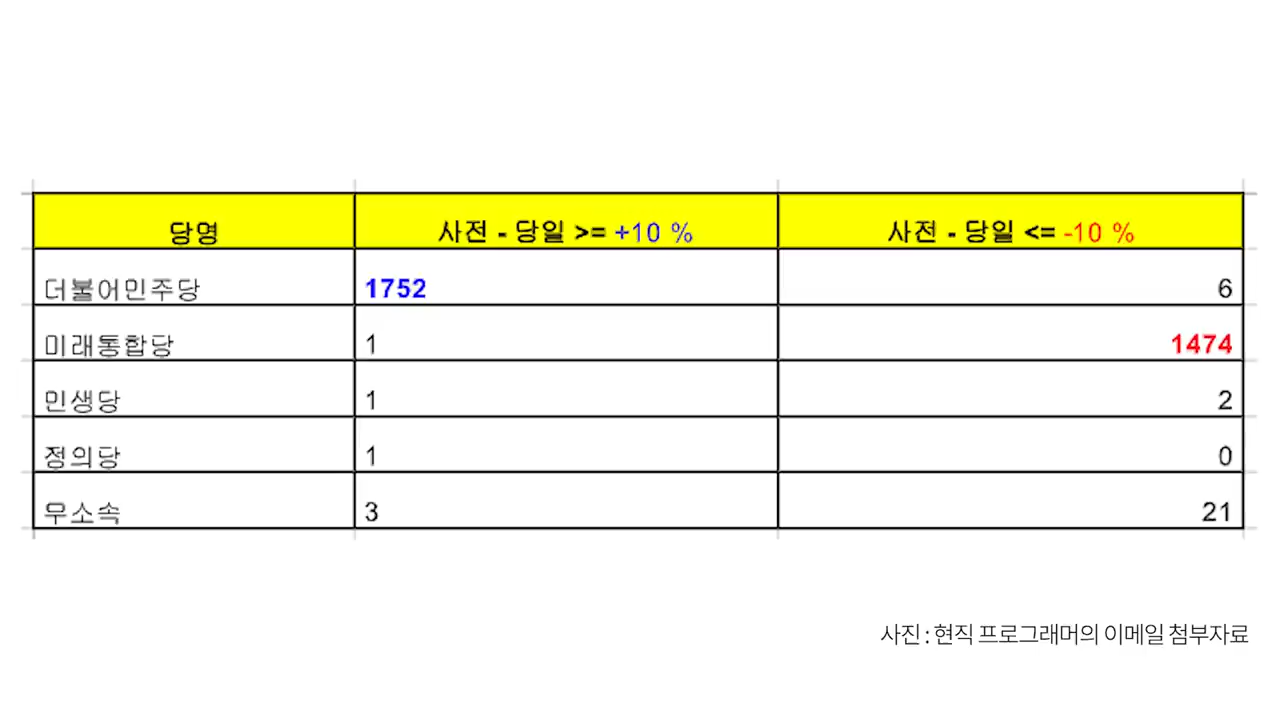 당명 사전 - 당일 >= +10 % 사전 - 당일 <= -10 %
더불어민주당 1752 6
미래통합당 1 1474
민생당 1 2
정의당 1 0
무소속 3 21
사진 : 현직 프로그래머의 이메일 첨부자료